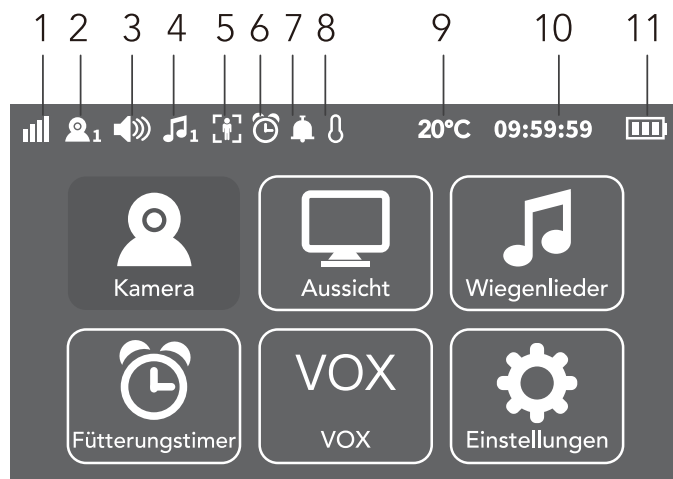 1 2 3 4 5 6 7 8 9 10 11
1 1 20°C 09:59:59
Kamera Aussicht Wiegenlieder
VOX
Fütterungstimer VOX Einstellungen